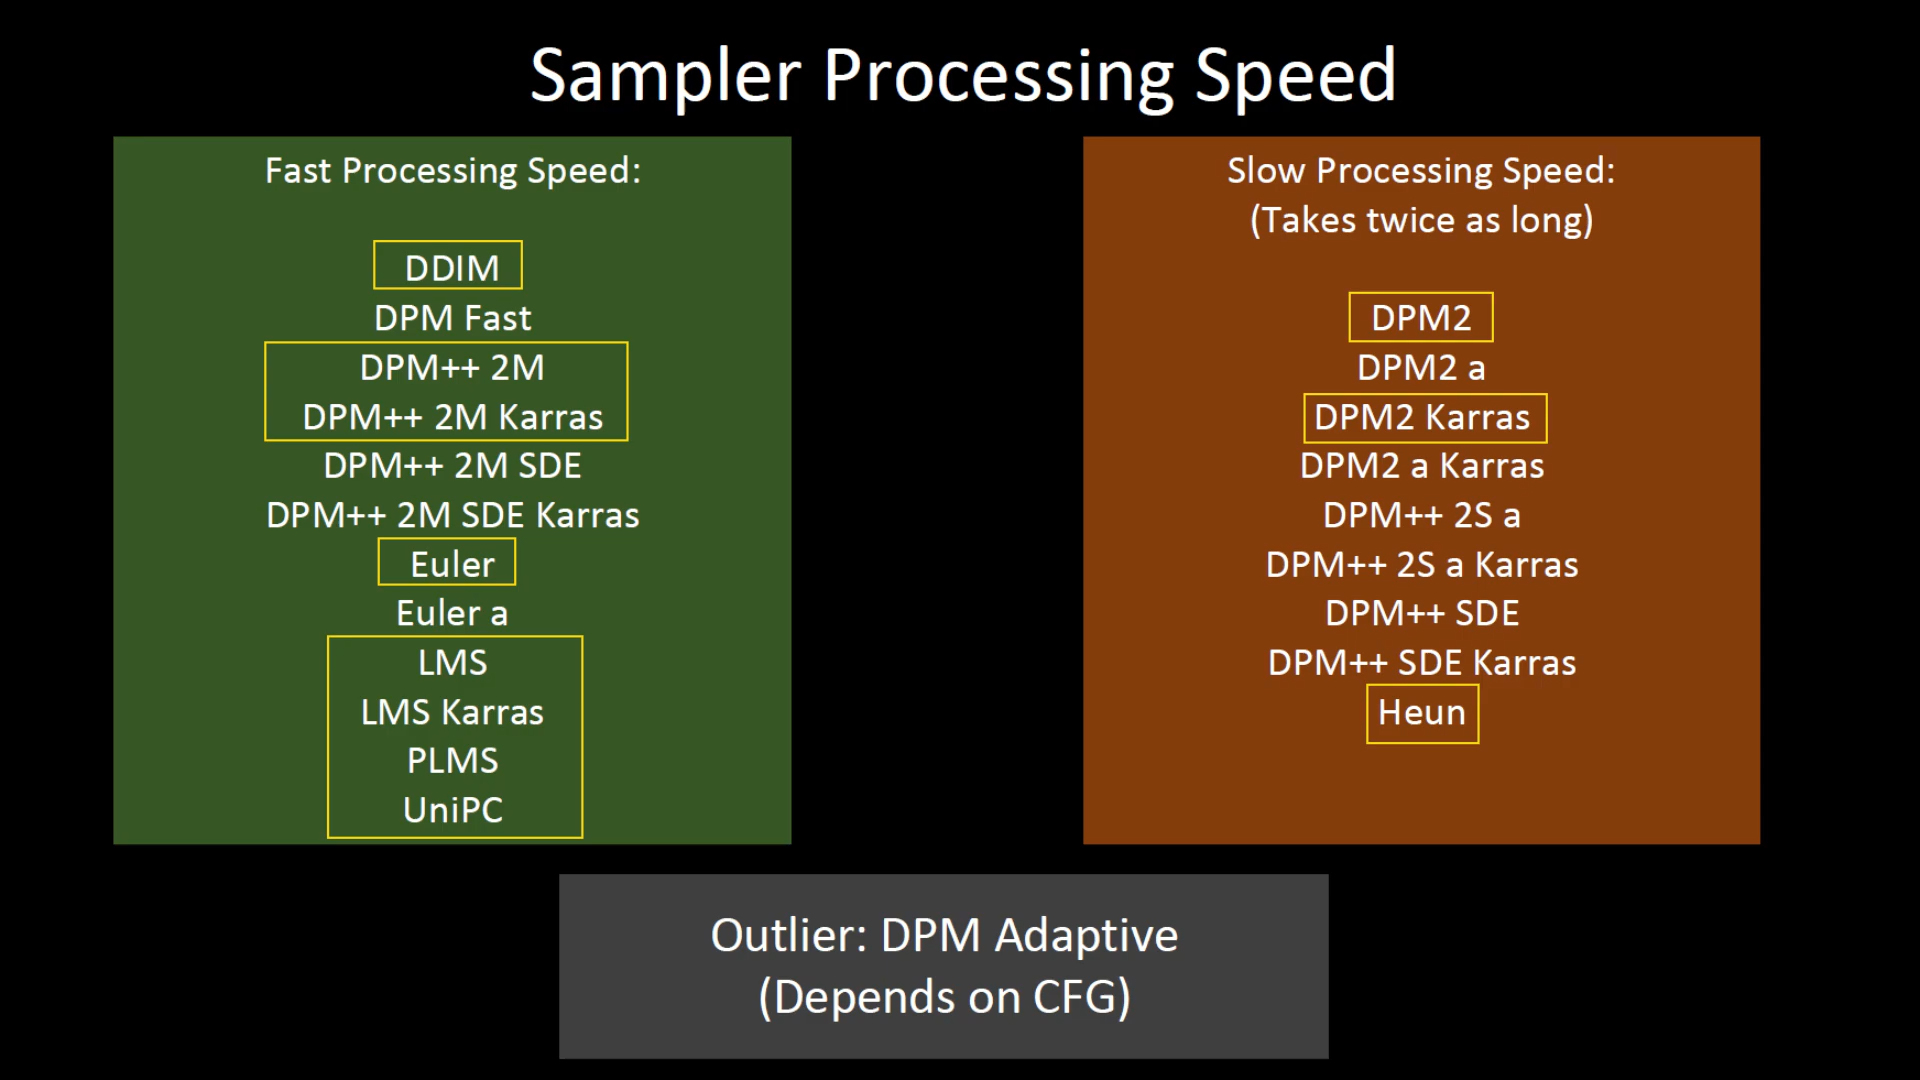 Sampler Processing Speed
Fast Processing Speed:
DDIM
DPM Fast
DPM++ 2M
DPM++ 2M Karras
DPM++ 2M SDE
DPM++ 2M SDE Karras
Euler
Euler a
LMS
LMS Karras
PLMS
UniPC
Slow Processing Speed:
(Takes twice as long)
DPM2
DPM2 a
DPM2 Karras
DPM2 a Karras
DPM++ 2S a
DPM++ 2S a Karras
DPM++ SDE
DPM++ SDE Karras
Heun
Outlier: DPM Adaptive
(Depends on CFG)